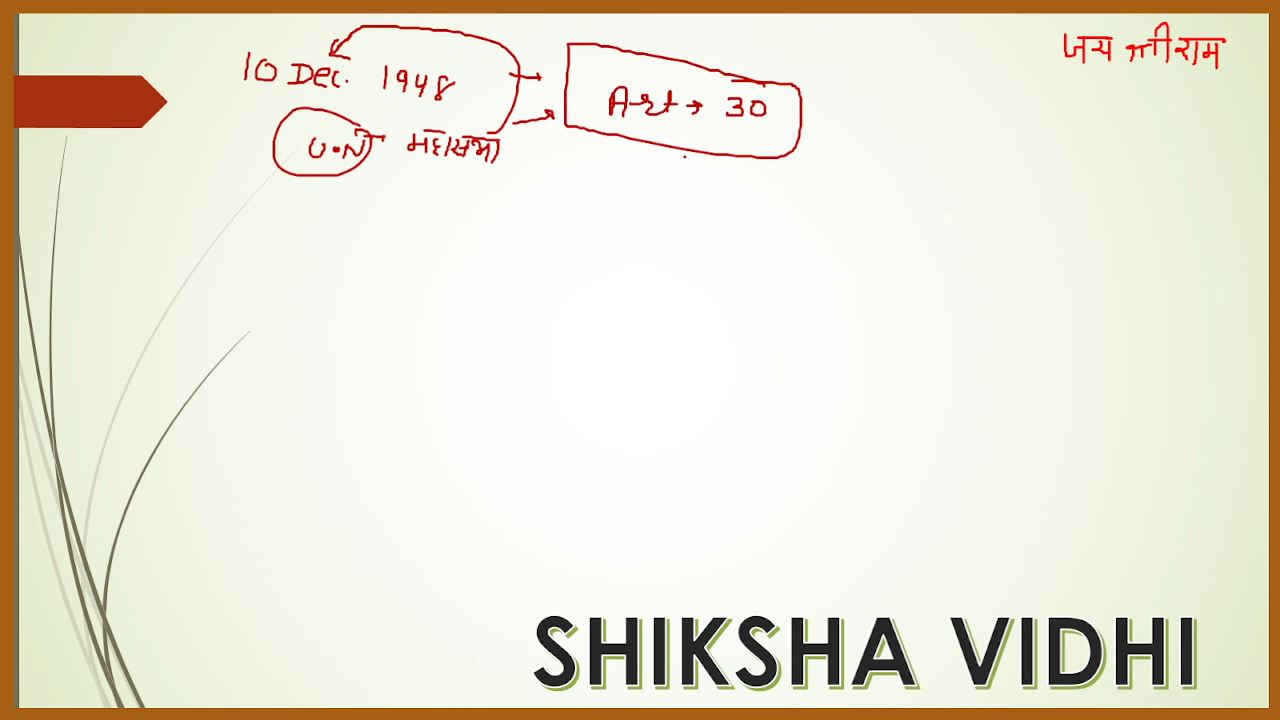 जय श्री राम
10 Dec. 1948
U.N महासभा
Art → 30
SHIKSHA VIDHI